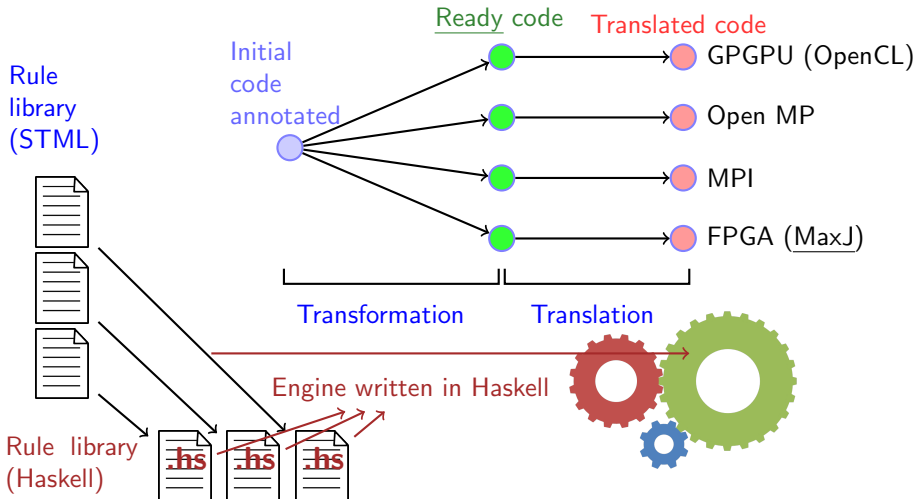 Ready code
Translated code
Initial
code
annotated
GPGPU (OpenCL)
Rule
library
(STML)
Open MP
MPI
FPGA (MaxJ)
Transformation
Translation
Engine written in Haskell
Rule library
(Haskell)
.hs
.hs
.hs